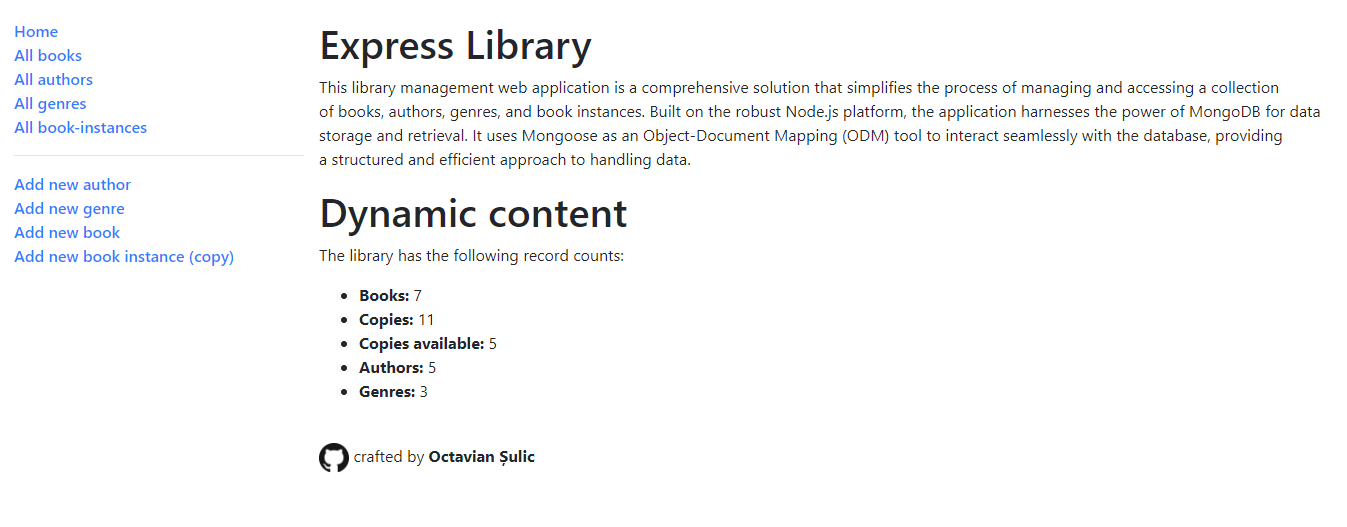 Home
All books
All authors
All genres
All book-instances
Add new author
Add new genre
Add new book
Add new book instance (copy)
Express Library
This library management web application is a comprehensive solution that simplifies the process of managing and accessing a collection
of books, authors, genres, and book instances. Built on the robust Node.js platform, the application harnesses the power of MongoDB for data
storage and retrieval. It uses Mongoose as an Object-Document Mapping (ODM) tool to interact seamlessly with the database, providing
a structured and efficient approach to handling data.
Dynamic content
The library has the following record counts:
Books: 7
Copies: 11
Copies available: 5
Authors: 5
Genres: 3
crafted by Octavian Șulic